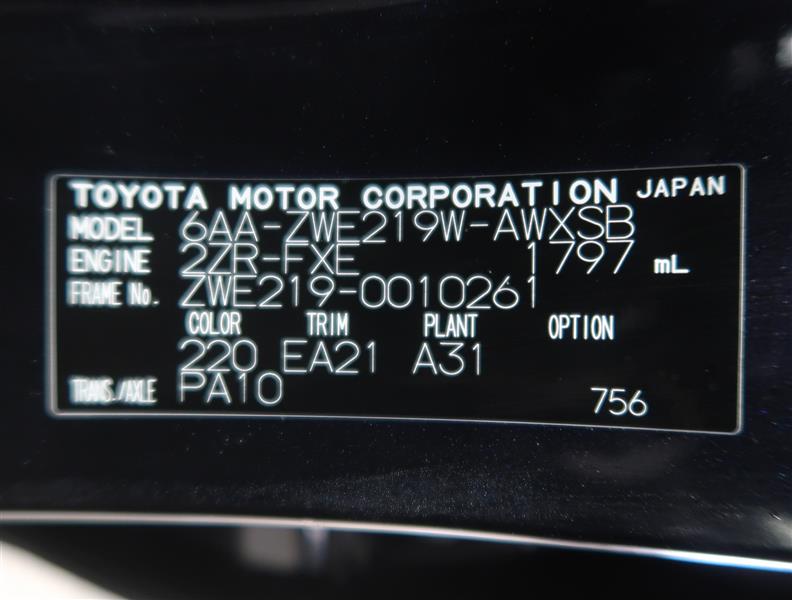 TOYOTA MOTOR CORPORATION JAPAN
MODEL 6AA-ZWE219W-AWXSB
ENGINE 2ZR-FXE 1797 mL
FRAME No. ZWE219-0010261
COLOR TRIM PLANT OPTION
220 EA21 A31
TRANS./AXLE PA10 756